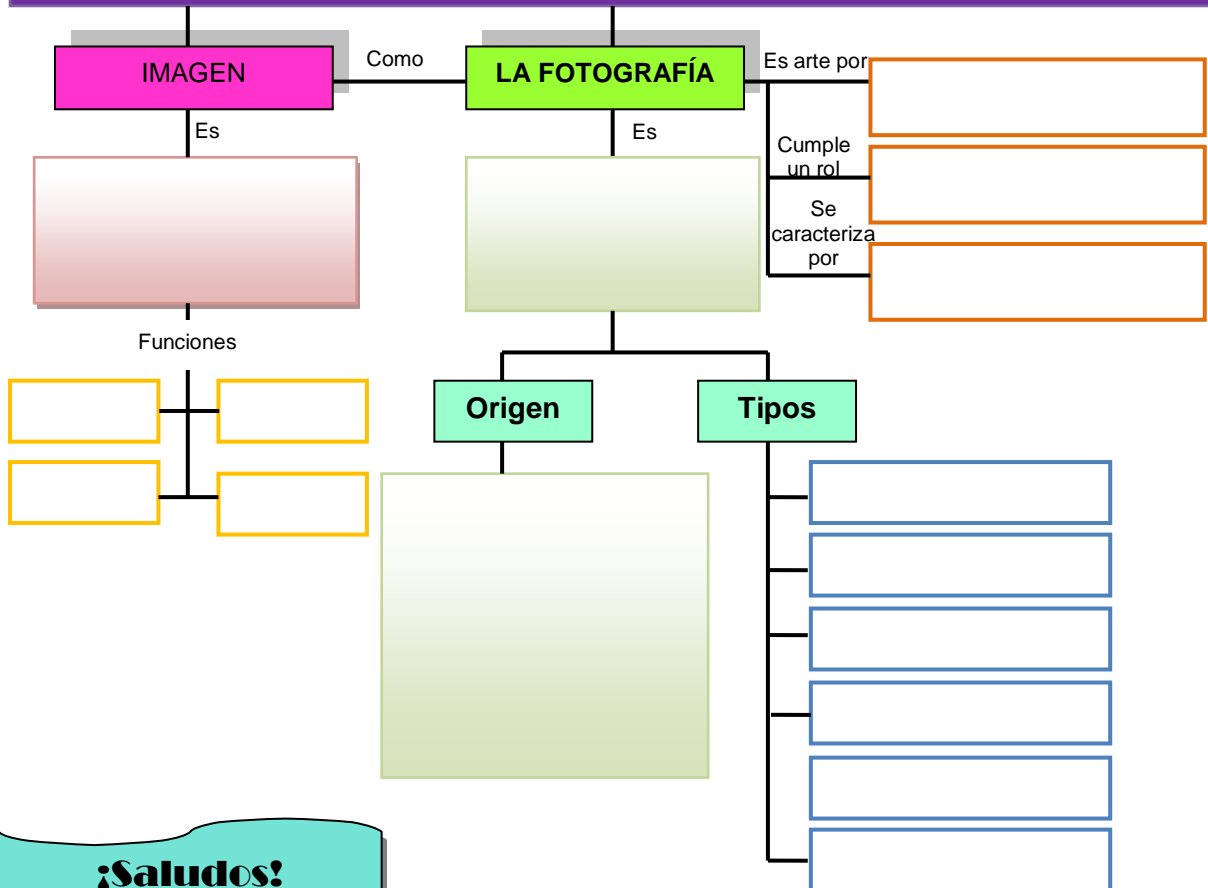 IMAGEN
Como
LA FOTOGRAFÍA
Es arte por
Es
Es
Cumple
un rol
Se
caracteriza
por
Funciones
Origen
Tipos
¡Saludos!